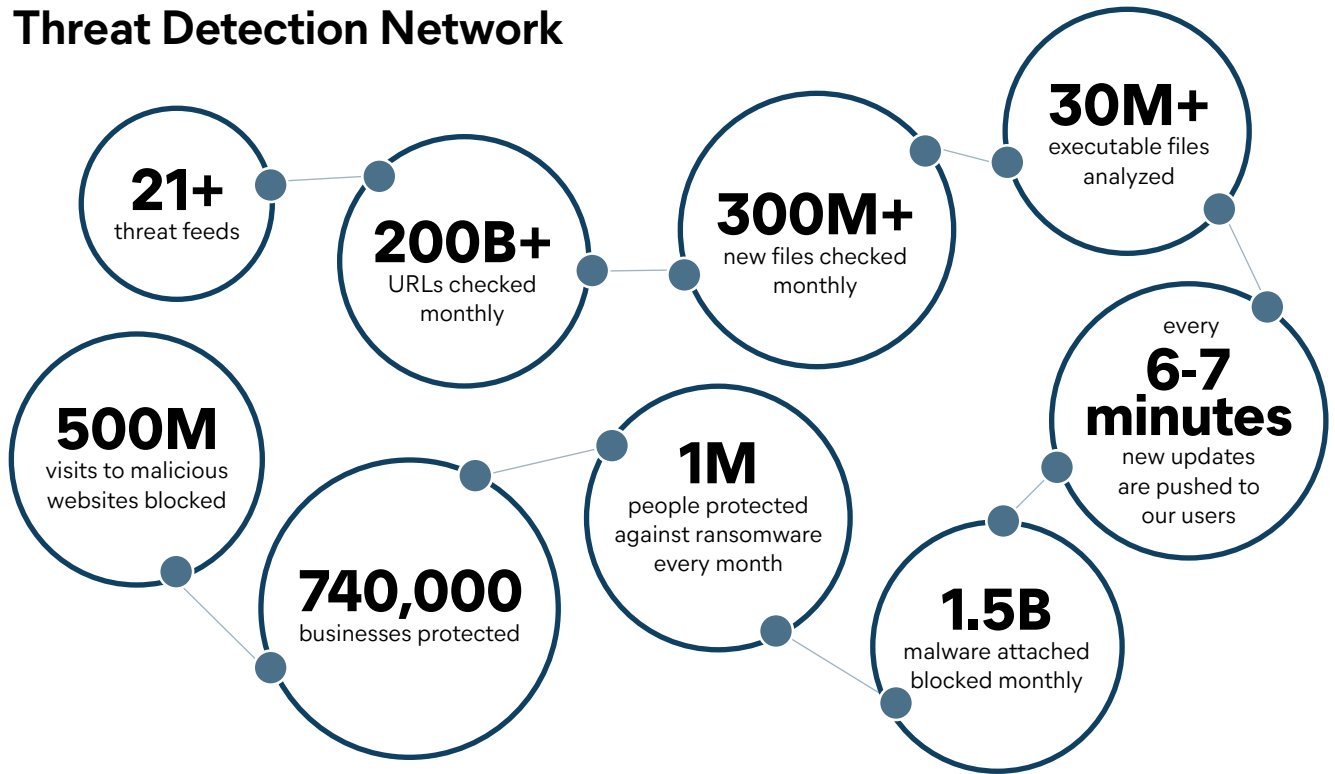 Threat Detection Network
21+
threat feeds
200B+
URLs checked
monthly
300M+
new files checked
monthly
30M+
executable files
analyzed
every
6-7
minutes
new updates
are pushed to
our users
1.5B
malware attached
blocked monthly
1M
people protected
against ransomware
every month
740,000
businesses protected
500M
visits to malicious
websites blocked